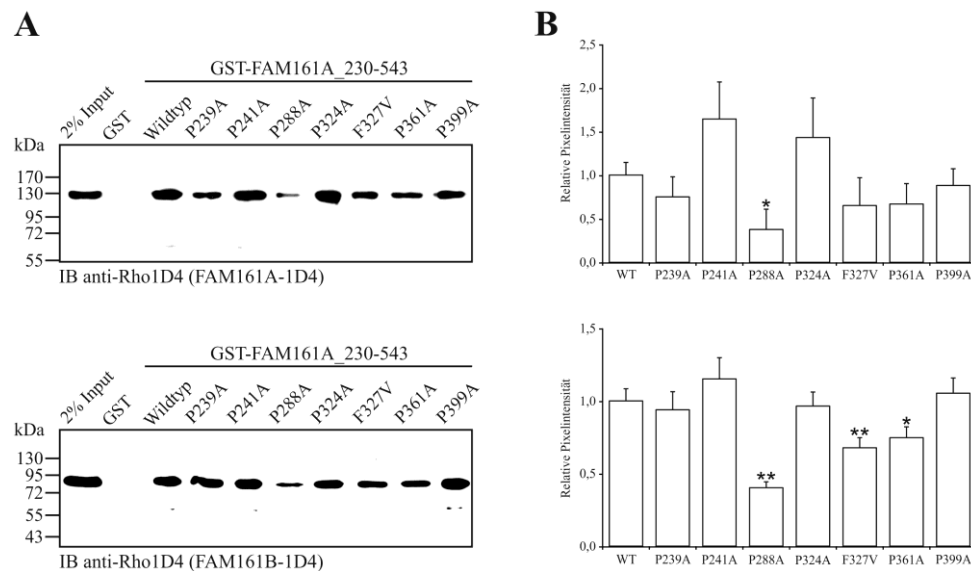 A
GST-FAM161A_230-543
2% Input GST Wildtyp P239A P241A P288A P324A F327V P361A P399A
kDa
170
130
95
72
55
IB anti-Rho1D4 (FAM161A-1D4)
GST-FAM161A_230-543
2% Input GST Wildtyp P239A P241A P288A P324A F327V P361A P399A
kDa
130
95
72
55
43
IB anti-Rho1D4 (FAM161B-1D4)
B
Relative Pixelintensität
2,5
2,0
1,5
1,0
0,5
0,0
*
WT P239A P241A P288A P324A F327V P361A P399A
Relative Pixelintensität
1,5
1,0
0,5
0,0
** ** *
WT P239A P241A P288A P324A F327V P361A P399A